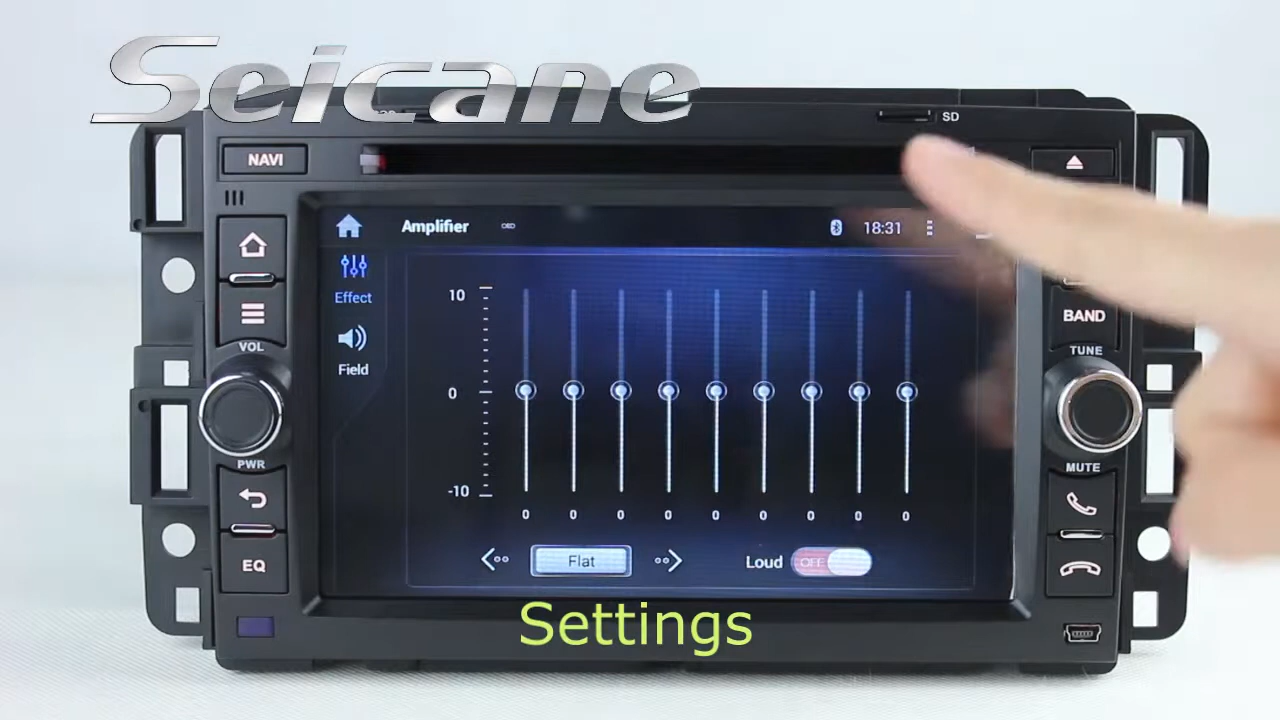 Seicane
SD
NAVI
Amplifier
18:31
Effect
Field
10
0
-10
0 0 0 0 0 0 0 0 0
Flat
Loud OFF
VOL
PWR
EQ
BAND
TUNE
MUTE
Settings